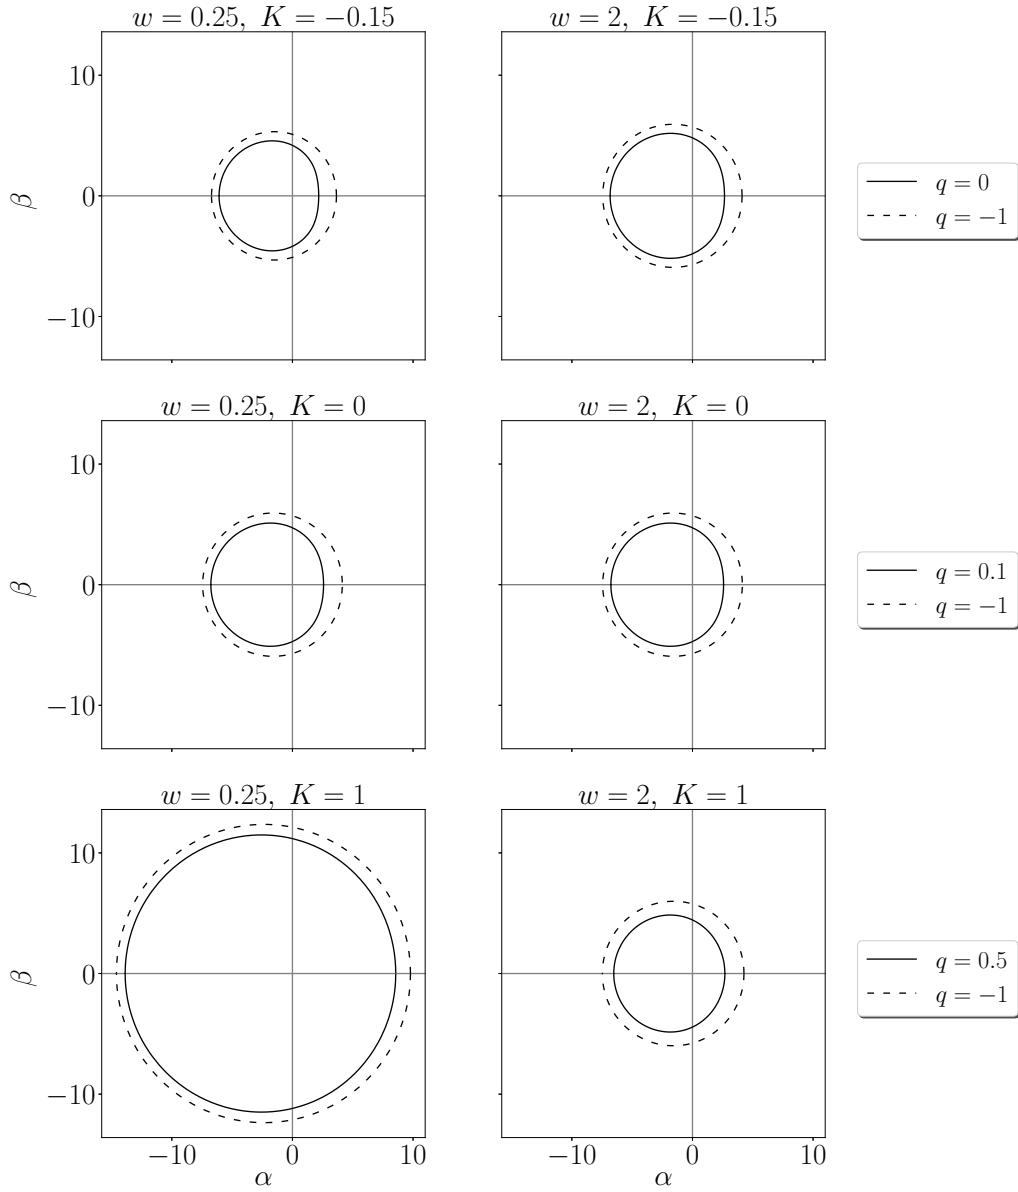 w = 0.25, K = −0.15
w = 2, K = −0.15
10
0
−10
β
q = 0
q = −1
w = 0.25, K = 0
w = 2, K = 0
10
0
−10
β
q = 0.1
q = −1
w = 0.25, K = 1
w = 2, K = 1
10
0
−10
β
q = 0.5
q = −1
−10 0 10
α
−10 0 10
α